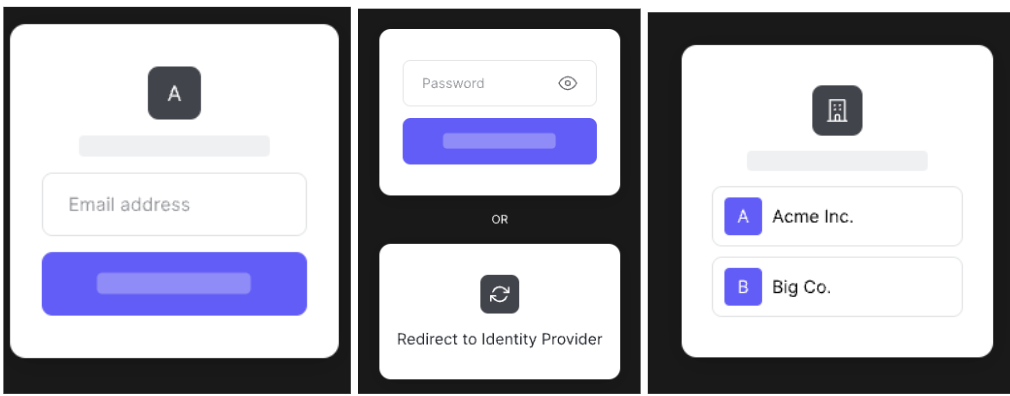 A
Email address
Password
OR
Redirect to Identity Provider
A Acme Inc.
B Big Co.